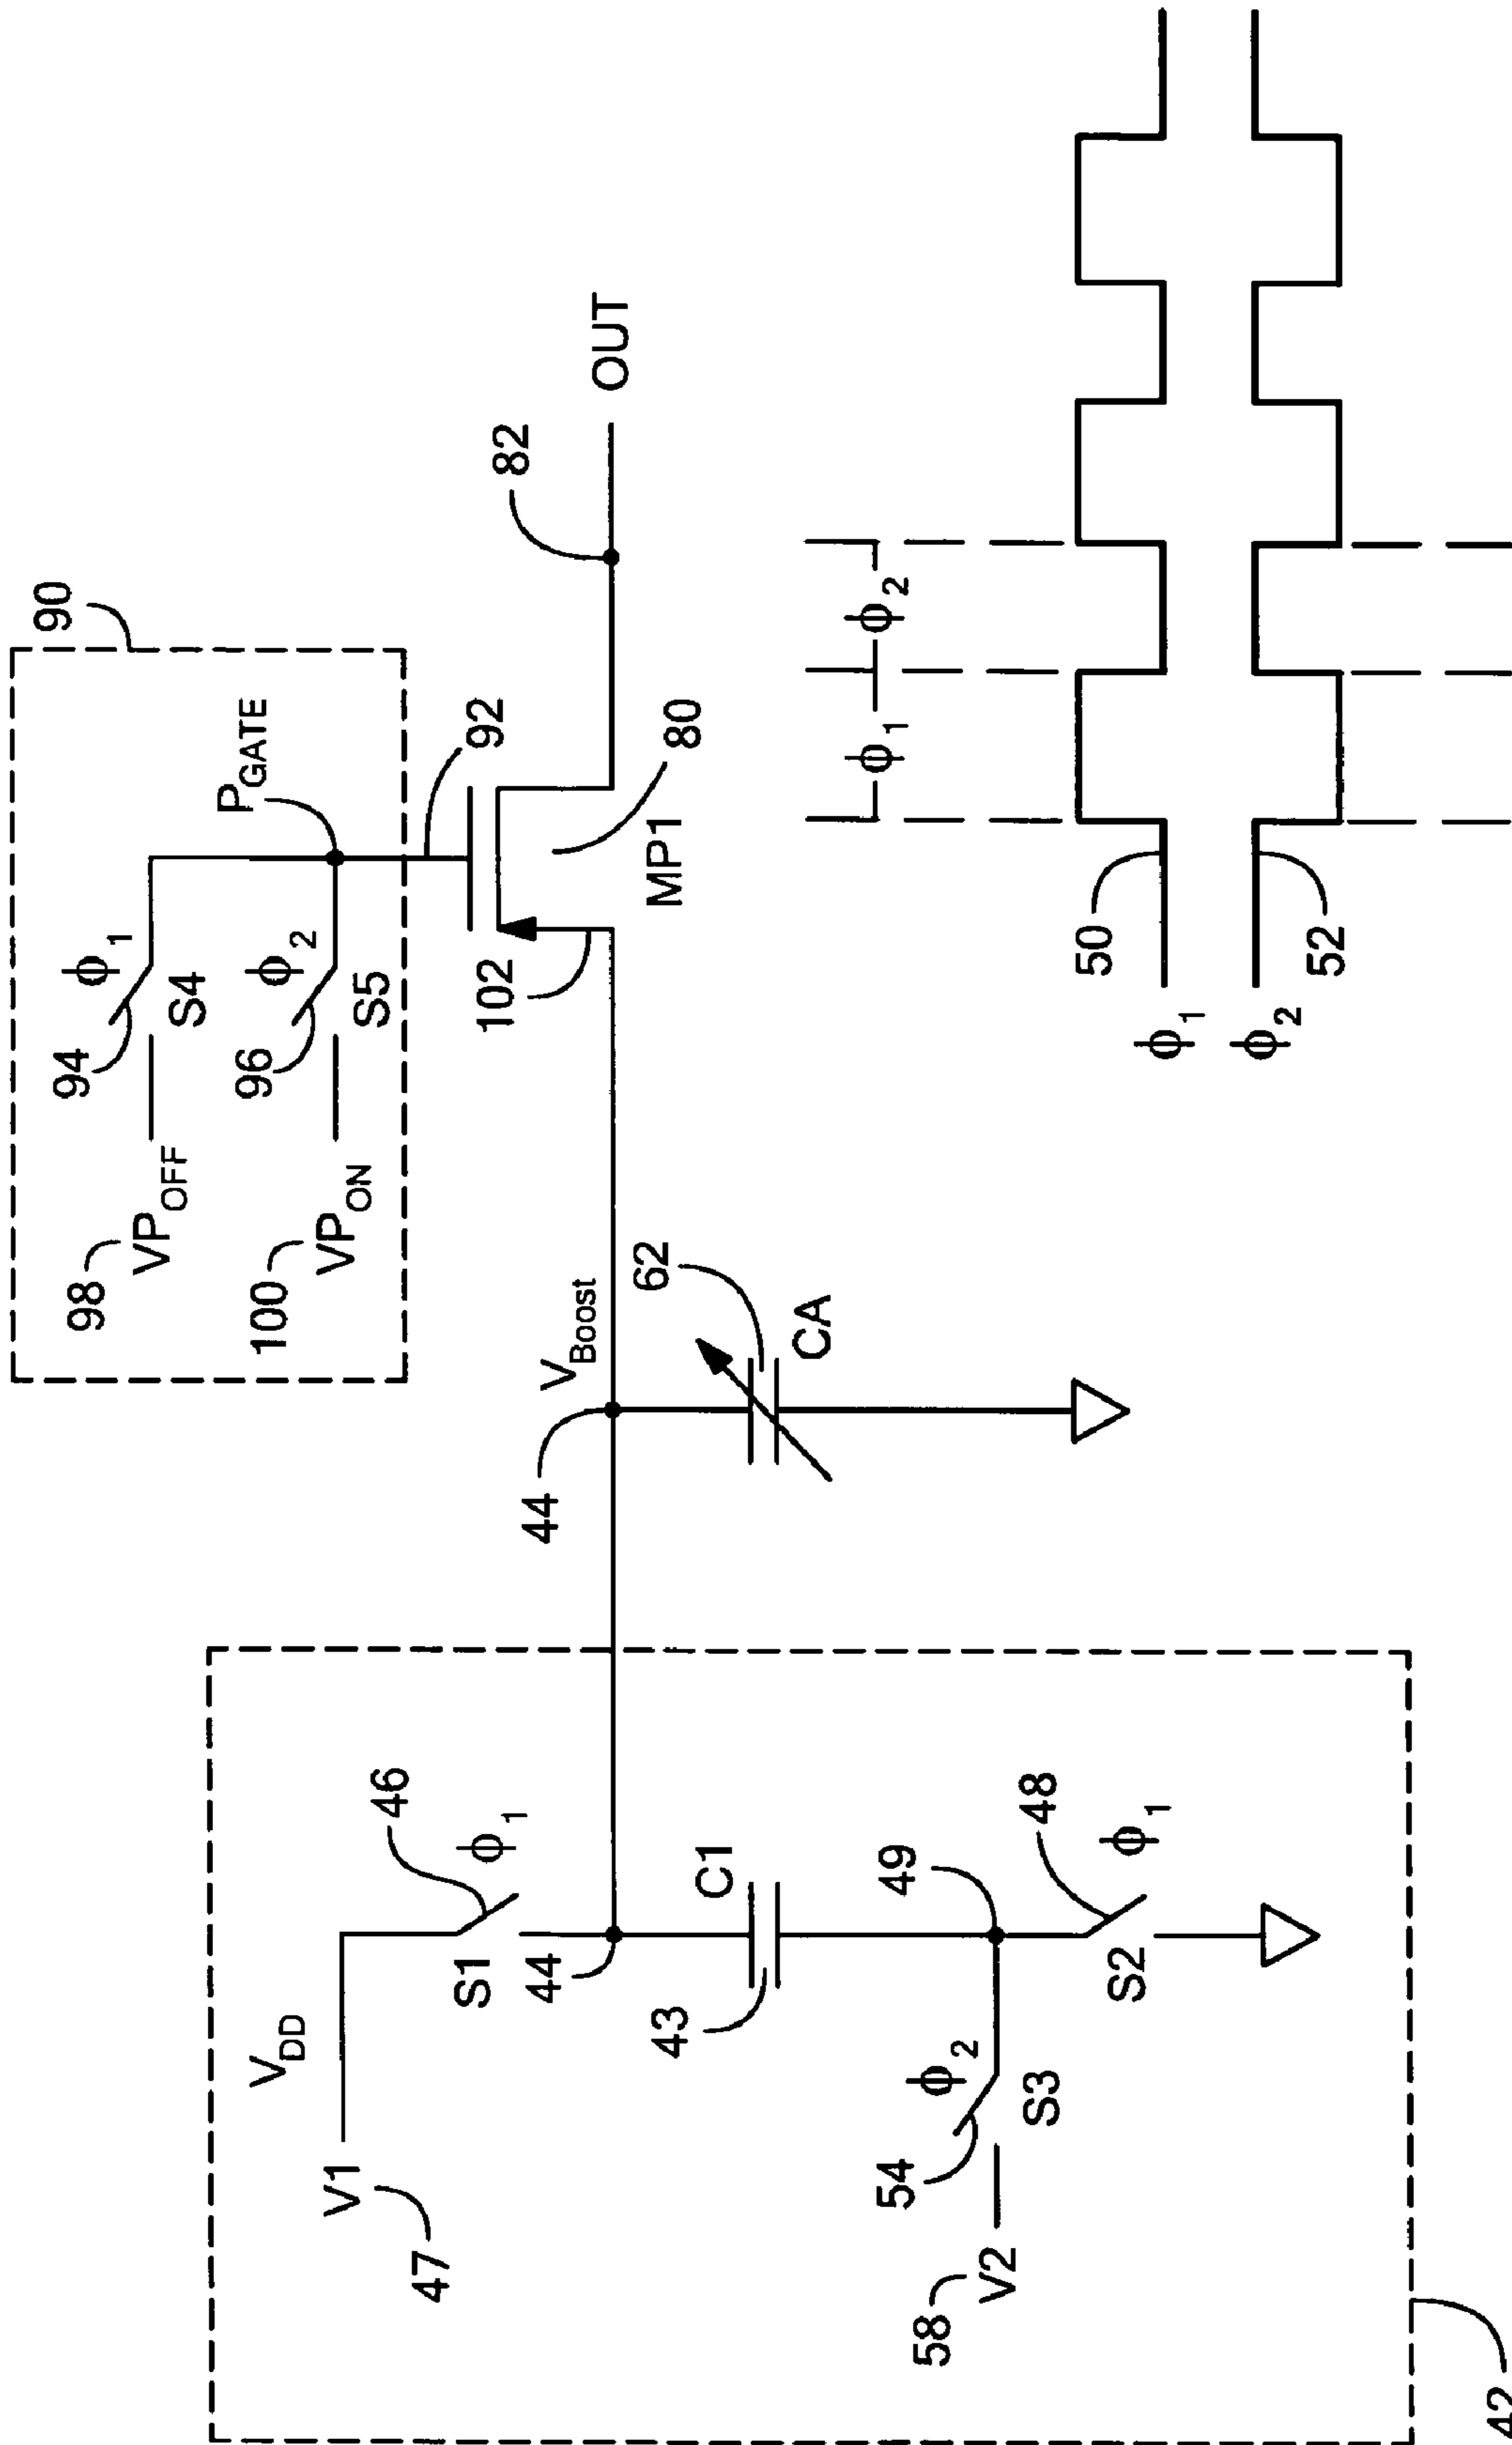 90
P_GATE
ϕ1
94
S4
98
VP_OFF
ϕ2
96
S5
100
VP_ON
92
82
OUT
102
MP1
80
V_Boost
44
62
CA
V_DD
V1
47
46
ϕ1
S1
44
C1
43
49
ϕ2
54
S3
58
V2
48
ϕ1
S2
42
ϕ1
ϕ2
50
ϕ1
ϕ2
52